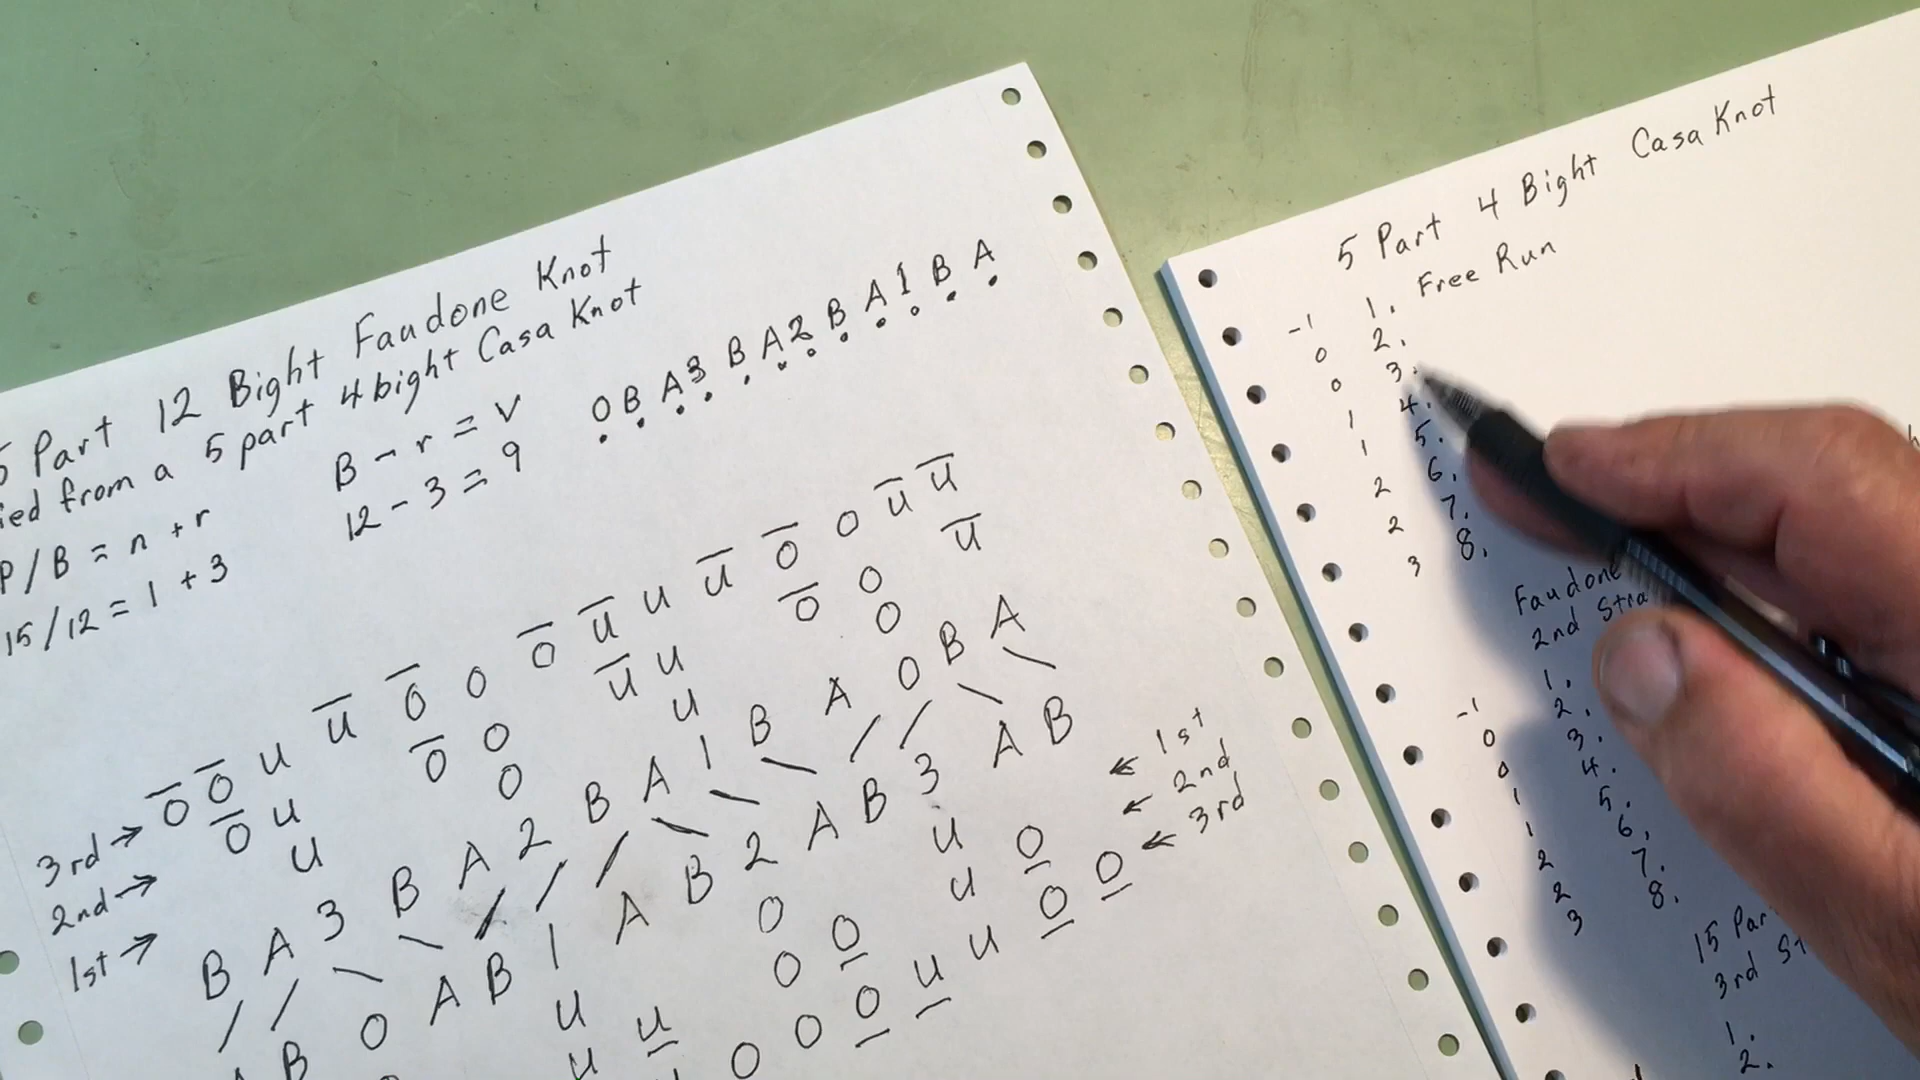 5 Part 12 Bight Faudone Knot
ied from a 5 part 4 bight Casa Knot
P/B = n + r
B - r = V
15/12 = 1 + 3
12 - 3 = 9
0 B A 3 B A 2 B A 1 B A
3rd → O̅ O̅ u u̅ O̅ O O̅ u̅ u u̅ O̅ O u̅ u̅
2nd → O̅ u O̅ O u̅ u O̅ O u̅
1st → u O u O
B A 3 B A 2 B A 1 B A 0 B A
/ / \ \ / / / \ \ \ / / \ \
B 0 A B 1 A B 2 A B 3 A B
u O u ← 1st
u u̲ O O̲ u O̲ ← 2nd
O O O̲ u̲ u O̲ O̲ ← 3rd
5 Part 4 Bight Casa Knot
-1 1. Free Run
0 2.
0 3.
1 4.
1 5.
2 6.
2 7.
3 8.
Faudone
2nd
1.
-1 2.
0 3.
0 4.
1 5.
1 6.
2 7.
2 8.
3
15
3rd
1.
2.